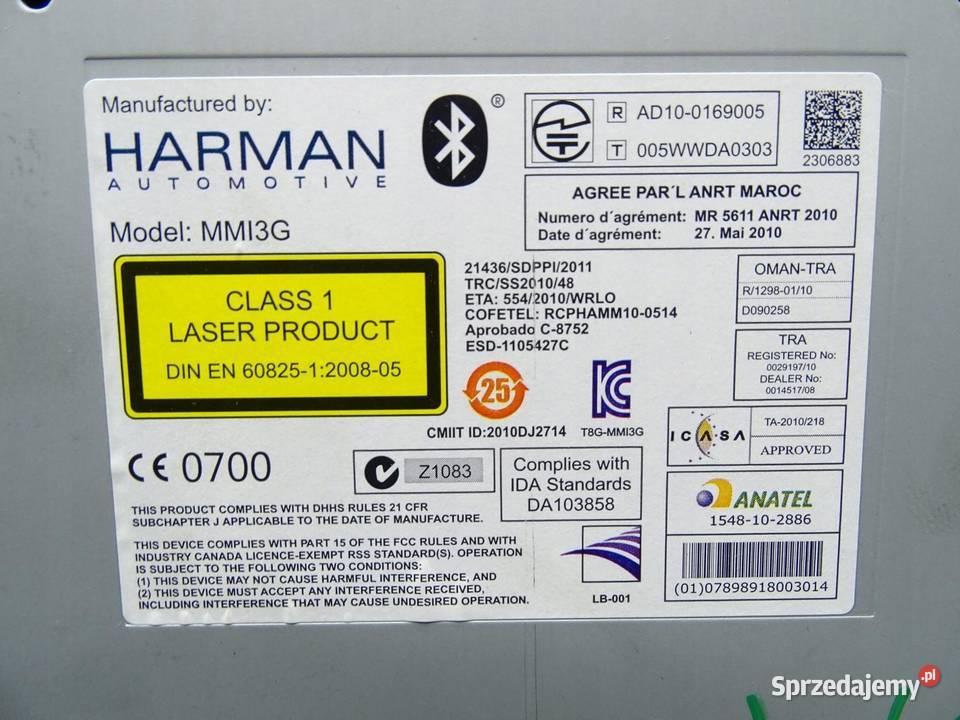 Manufactured by:
HARMAN
AUTOMOTIVE
®
R AD10-0169005
T 005WWDA0303
2306883
AGREE PAR´L ANRT MAROC
Numero d´agrément: MR 5611 ANRT 2010
Date d´agrément: 27. Mai 2010
Model: MMI3G
CLASS 1
LASER PRODUCT
DIN EN 60825-1:2008-05
21436/SDPPI/2011
TRC/SS2010/48
ETA: 554/2010/WRLO
COFETEL: RCPHAMM10-0514
Aprobado C-8752
ESD-1105427C
OMAN-TRA
R/1298-01/10
D090258
TRA
REGISTERED No:
0029197/10
DEALER No:
0014517/08
25
CMIIT ID:2010DJ2714
T8G-MMI3G
ICASA
TA-2010/218
APPROVED
CE 0700
Z1083
Complies with
IDA Standards
DA103858
ANATEL
1548-10-2886
(01)07898918003014
THIS PRODUCT COMPLIES WITH DHHS RULES 21 CFR
SUBCHAPTER J APPLICABLE TO THE DATE OF MANUFACTURE.
THIS DEVICE COMPLIES WITH PART 15 OF THE FCC RULES AND WITH
INDUSTRY CANADA LICENCE-EXEMPT RSS STANDARD(S). OPERATION
IS SUBJECT TO THE FOLLOWING TWO CONDITIONS:
(1) THIS DEVICE MAY NOT CAUSE HARMFUL INTERFERENCE, AND
(2) THIS DEVICE MUST ACCEPT ANY INTERFERENCE RECEIVED,
INCLUDING INTERFERENCE THAT MAY CAUSE UNDESIRED OPERATION.
LB-001
Sprzedajemy.pl